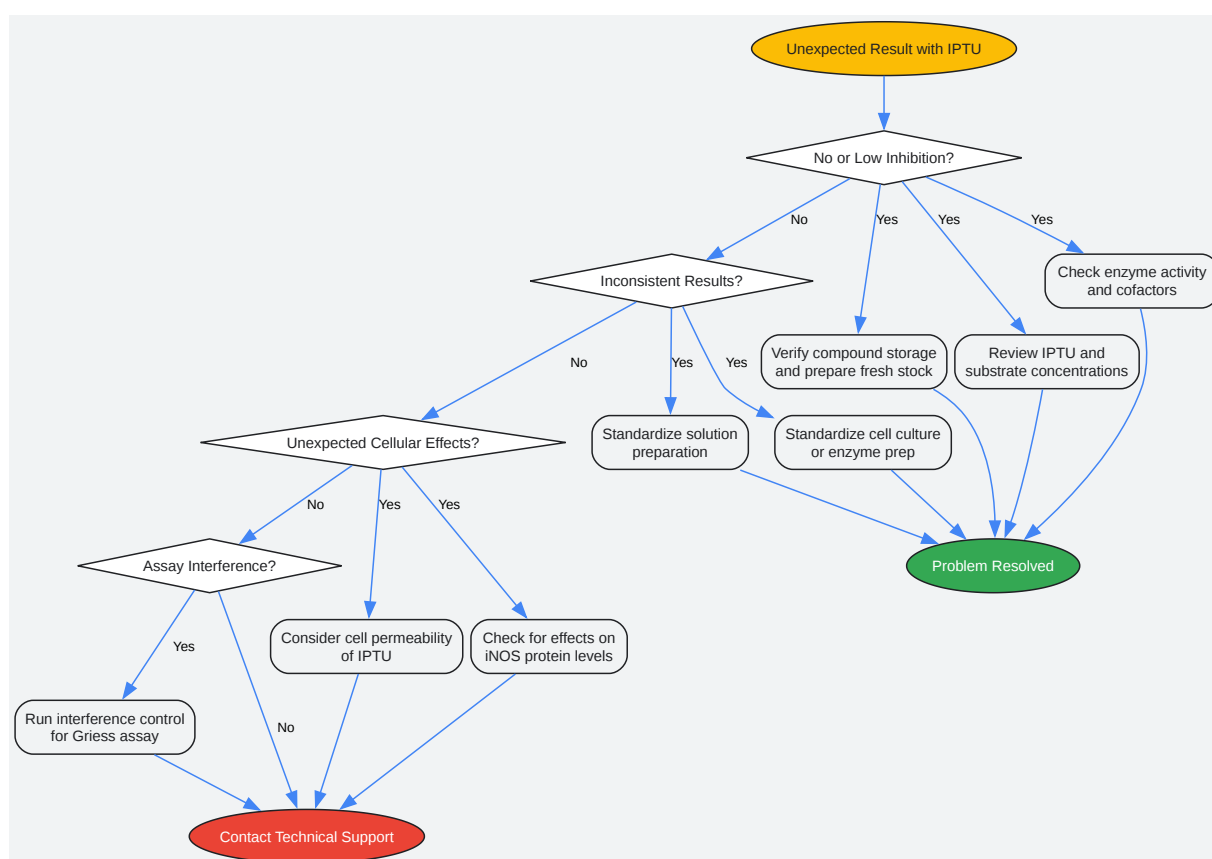 Unexpected Result with IPTU
No or Low Inhibition?
No
Yes
Yes
Yes
Inconsistent Results?
Check enzyme activity
and cofactors
No
Yes
Yes
Verify compound storage
and prepare fresh stock
Review IPTU and
substrate concentrations
Unexpected Cellular Effects?
Standardize solution
preparation
Standardize cell culture
or enzyme prep
No
Yes
Yes
Assay Interference?
Problem Resolved
Yes
Consider cell permeability
of IPTU
Check for effects on
iNOS protein levels
Run interference control
for Griess assay
No
Contact Technical Support